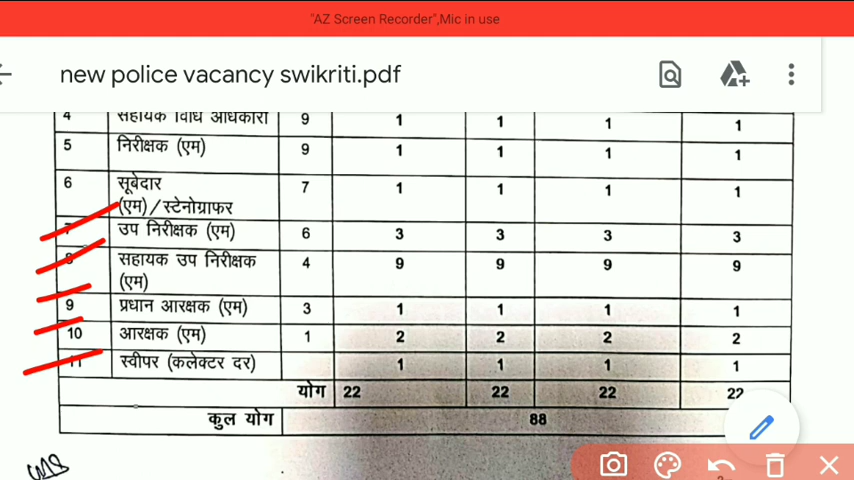 "AZ Screen Recorder",Mic in use
new police vacancy swikriti.pdf
4 सहायक विधि अधिकारी 9 1 1 1 1
5 निरीक्षक (एम) 9 1 1 1 1
6 सूबेदार (एम)/स्टेनोग्राफर 7 1 1 1 1
7 उप निरीक्षक (एम) 6 3 3 3 3
8 सहायक उप निरीक्षक (एम) 4 9 9 9 9
9 प्रधान आरक्षक (एम) 3 1 1 1 1
10 आरक्षक (एम) 1 2 2 2 2
11 स्वीपर (कलेक्टर दर) 1 1 1 1
योग 22 22 22 22
कुल योग 88